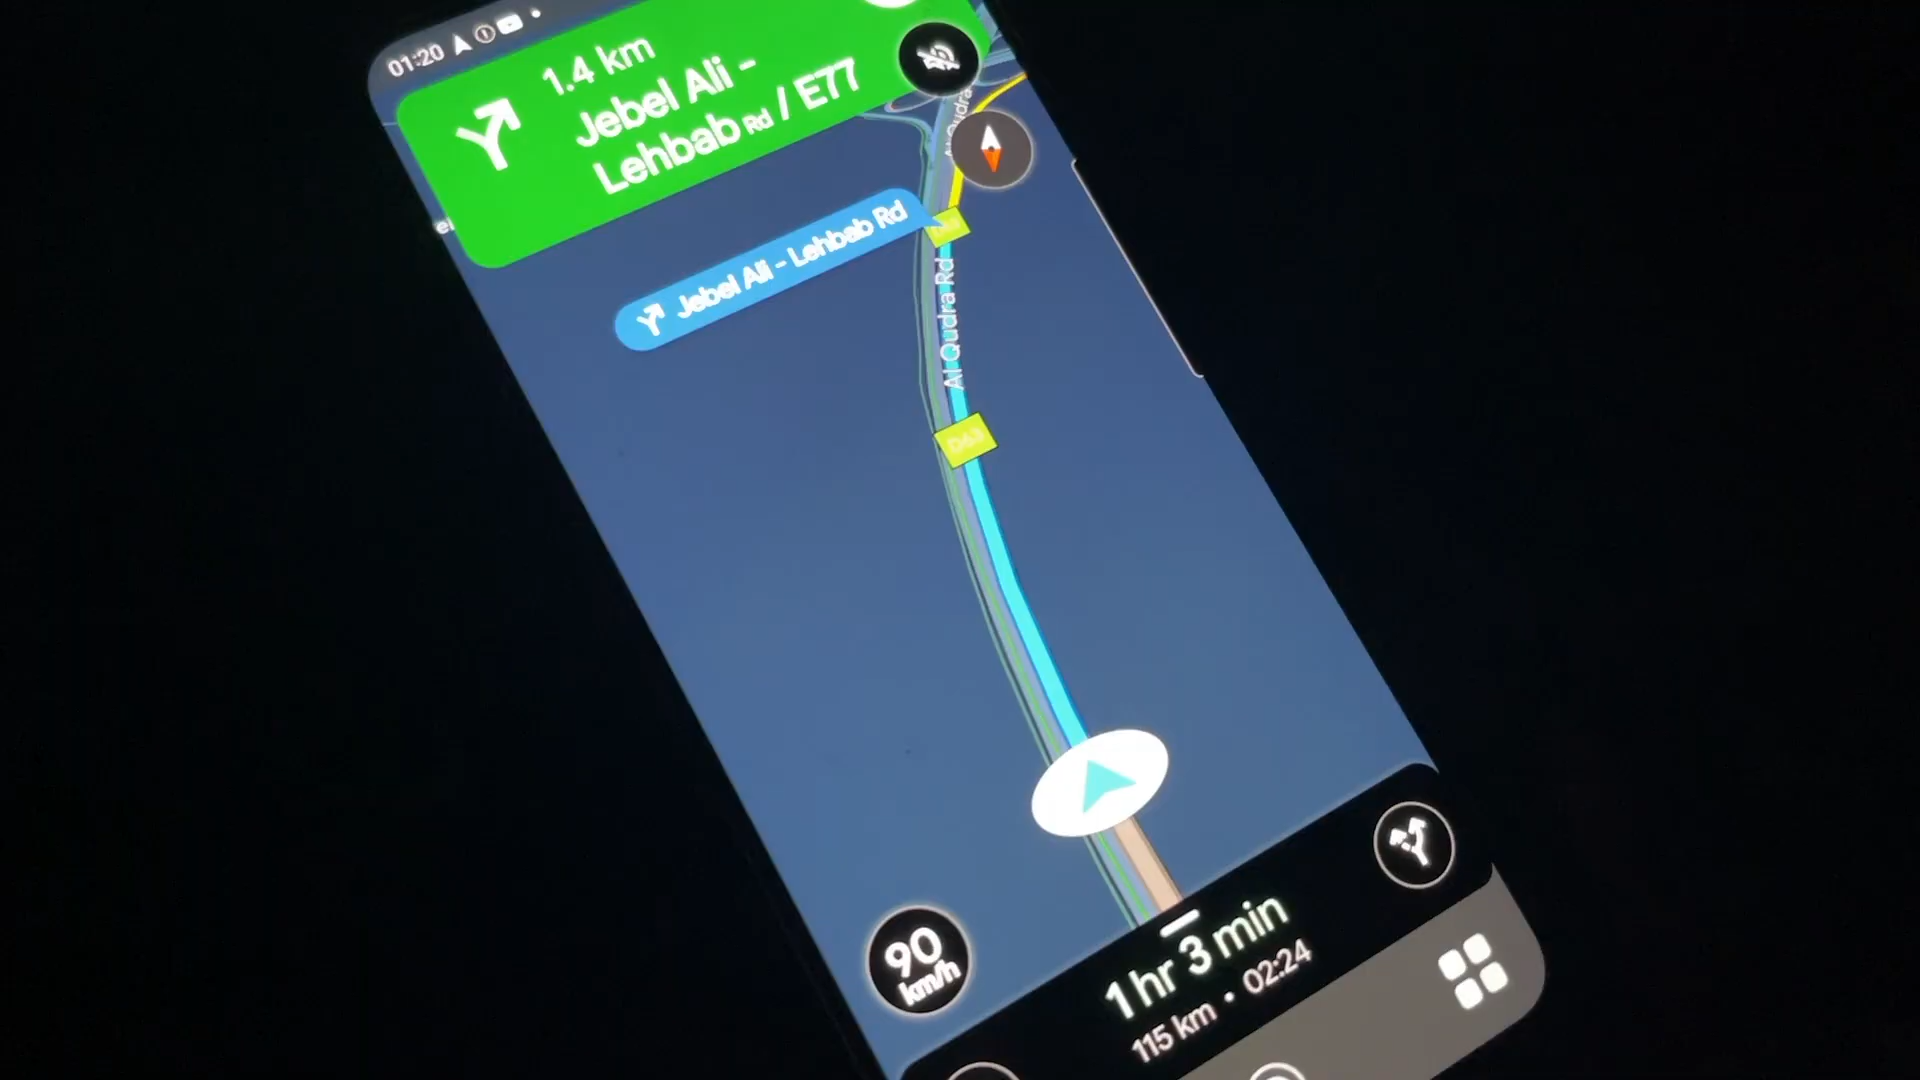 01:20
1.4 km
Jebel Ali -
Lehbab Rd / E77
Jebel Ali - Lehbab Rd
Al Qudra Rd
D63
90
km/h
1 hr 3 min
115 km • 02:24